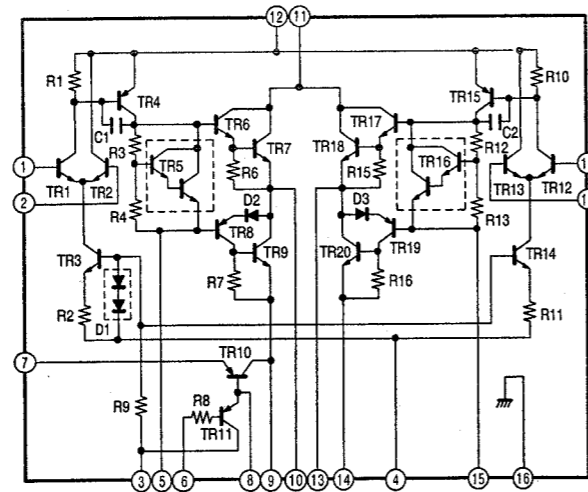 12 11
R1 R10
TR4 TR15
TR6 TR17
C1 C2
R3 TR7 TR18 R12
TR5 TR16
1 R6 R15 1
TR1 TR2 TR13 TR12
2 1
D2 D3
R4 R13
TR8 TR19
TR3 TR9 TR20 TR14
R7 R16
R2 R11
D1
7 TR10
R9 R8
TR11
3 5 6 8 9 10 13 14 4 15 16